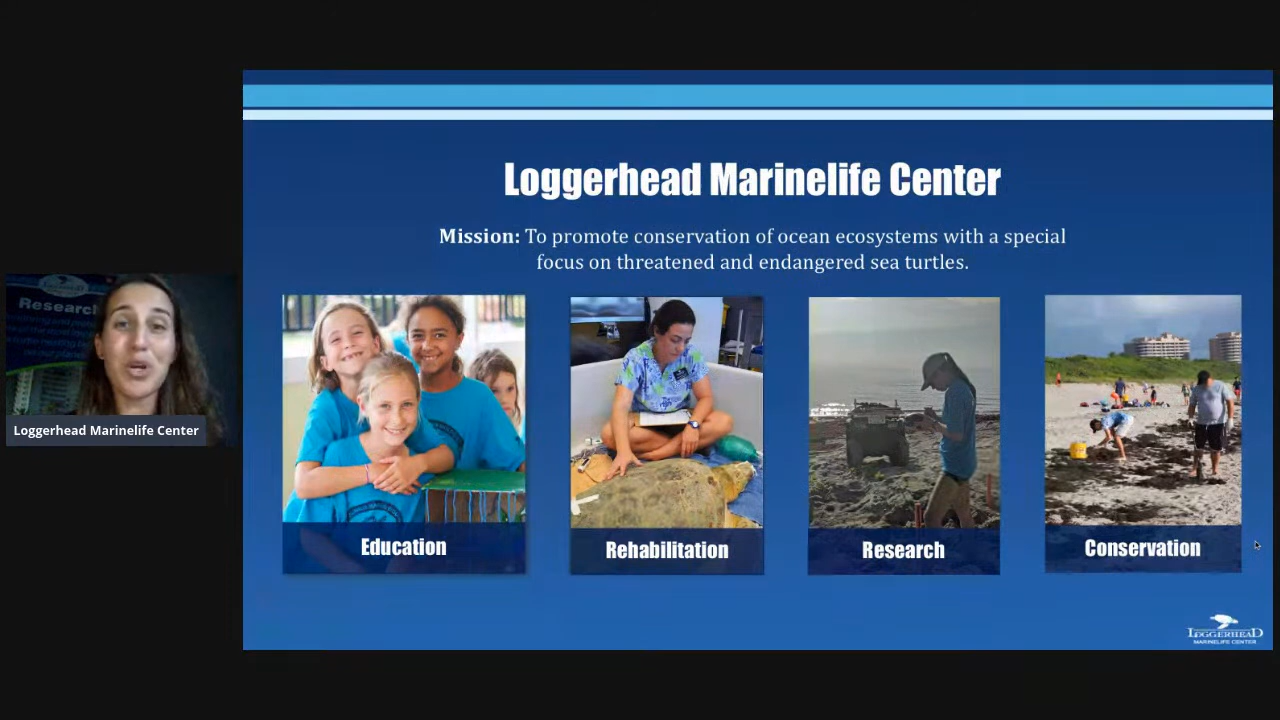 Loggerhead Marinelife Center
Mission: To promote conservation of ocean ecosystems with a special
focus on threatened and endangered sea turtles.
Research
Loggerhead Marinelife Center
Education
Rehabilitation
Research
Conservation
LOGGERHEAD
MARINELIFE CENTER